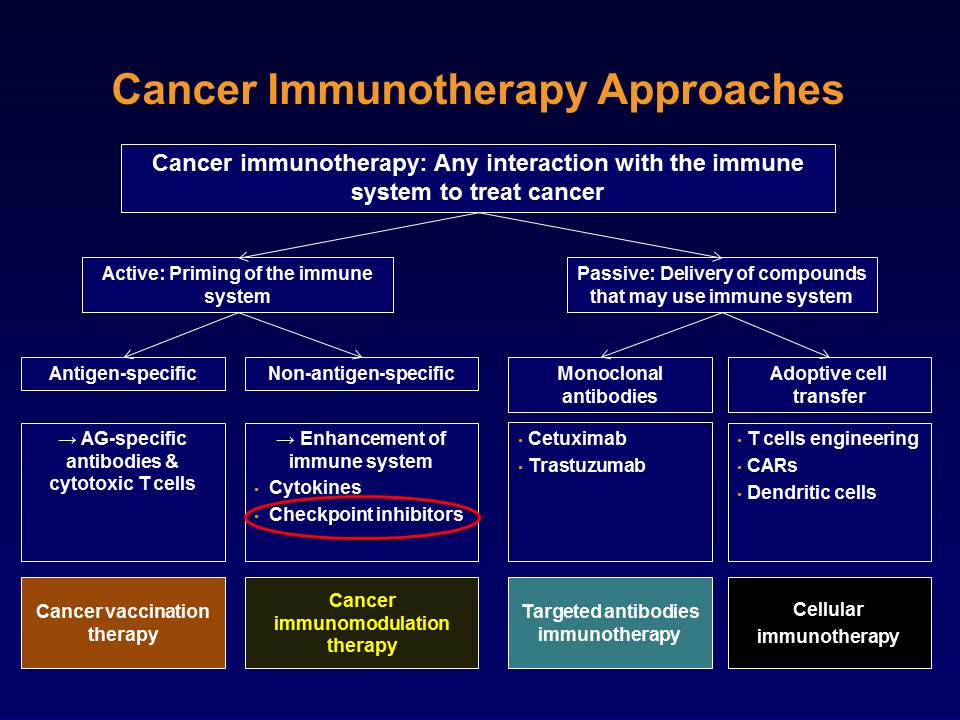 Cancer Immunotherapy Approaches
Cancer immunotherapy: Any interaction with the immune
system to treat cancer
Active: Priming of the immune
system
Passive: Delivery of compounds
that may use immune system
Antigen-specific
Non-antigen-specific
Monoclonal
antibodies
Adoptive cell
transfer
→ AG-specific
antibodies &
cytotoxic T cells
→ Enhancement of
immune system
• Cytokines
• Checkpoint inhibitors
• Cetuximab
• Trastuzumab
• T cells engineering
• CARs
• Dendritic cells
Cancer vaccination
therapy
Cancer
immunomodulation
therapy
Targeted antibodies
immunotherapy
Cellular
immunotherapy